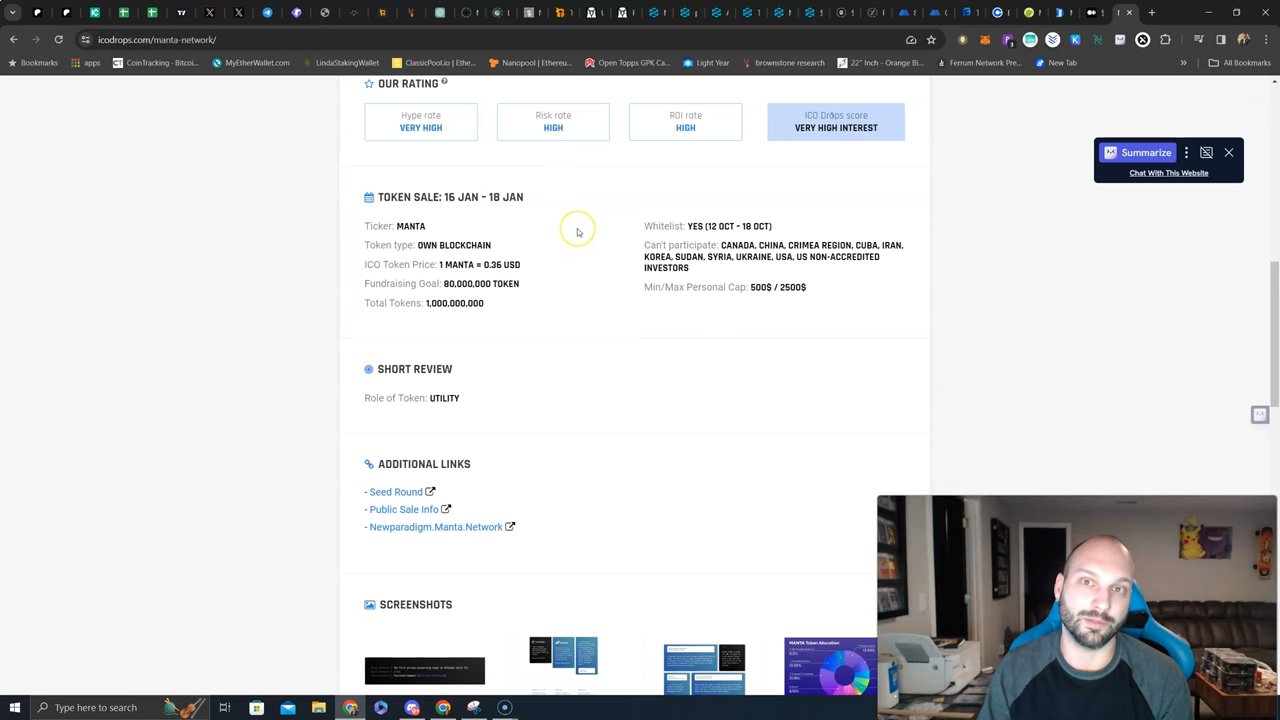 icodrops.com/manta-network/
Bookmarks
apps
CoinTracking - Bitcoi...
MyEtherWallet.com
LindaStakingWallet
ClassicPool.io | Ethe...
Nanopool | Ethereu...
Open Topps GPK Ca...
Light Year
22" Inch - Orange Bli...
brownstone research
Ferrum Network Pre...
New Tab
All Bookmarks
OUR RATING
Hype rate
VERY HIGH
Risk rate
HIGH
ROI rate
HIGH
ICO Drops score
VERY HIGH INTEREST
Summarize
Chat With This Website
TOKEN SALE: 16 JAN – 18 JAN
Ticker: MANTA
Token type: OWN BLOCKCHAIN
ICO Token Price: 1 MANTA = 0.36 USD
Fundraising Goal: 80,000,000 TOKEN
Total Tokens: 1,000,000,000
Whitelist: YES (12 OCT - 18 OCT)
Can't participate: CANADA, CHINA, CRIMEA REGION, CUBA, IRAN,
KOREA, SUDAN, SYRIA, UKRAINE, USA, US NON-ACCREDITED
INVESTORS
Min/Max Personal Cap: 500$ / 2500$
SHORT REVIEW
Role of Token: UTILITY
ADDITIONAL LINKS
- Seed Round
- Public Sale Info
- Newparadigm.Manta.Network
SCREENSHOTS
MANTA Token Allocation
Type here to search